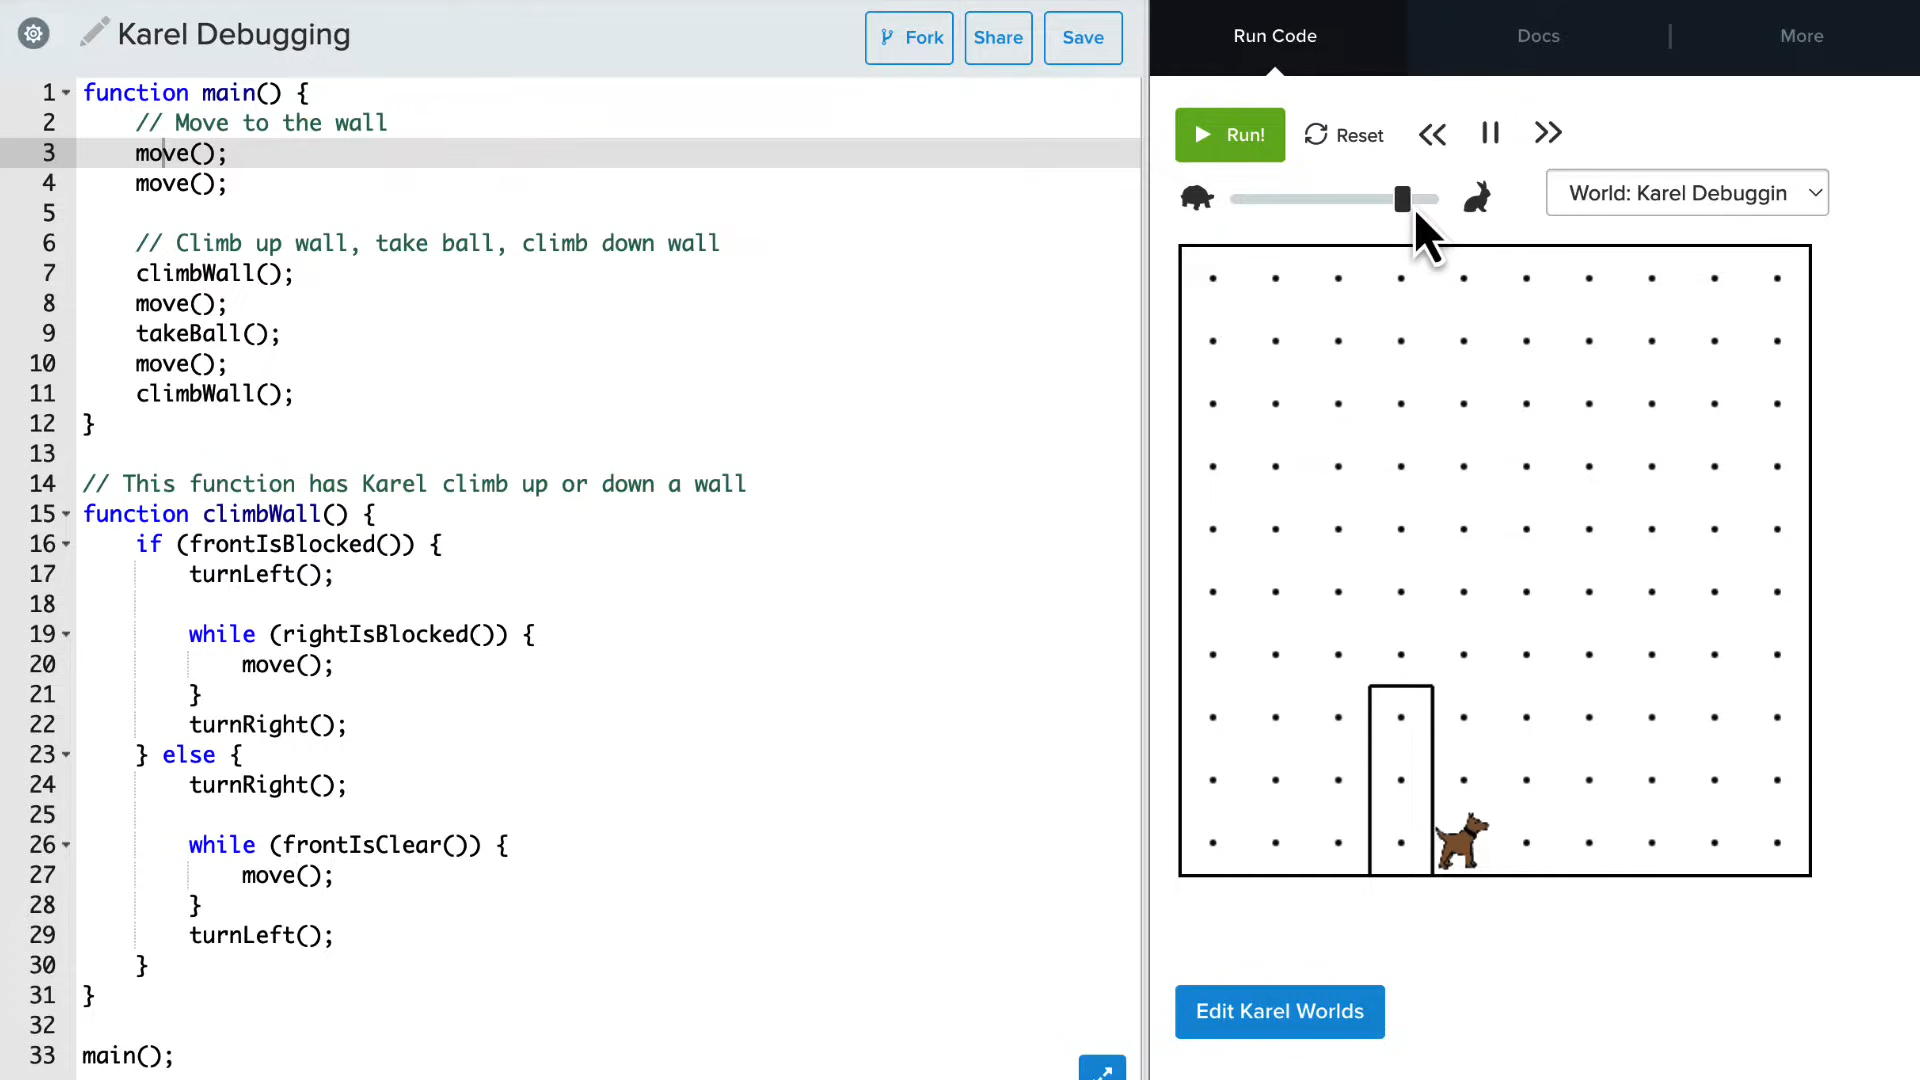 Karel Debugging
Fork
Share
Save
Run Code
Docs
More
1 function main() {
2 // Move to the wall
3 move();
4 move();
5
6 // Climb up wall, take ball, climb down wall
7 climbWall();
8 move();
9 takeBall();
10 move();
11 climbWall();
12 }
13
14 // This function has Karel climb up or down a wall
15 function climbWall() {
16 if (frontIsBlocked()) {
17 turnLeft();
18
19 while (rightIsBlocked()) {
20 move();
21 }
22 turnRight();
23 } else {
24 turnRight();
25
26 while (frontIsClear()) {
27 move();
28 }
29 turnLeft();
30 }
31 }
32
33 main();
Run!
Reset
World: Karel Debuggin
Edit Karel Worlds